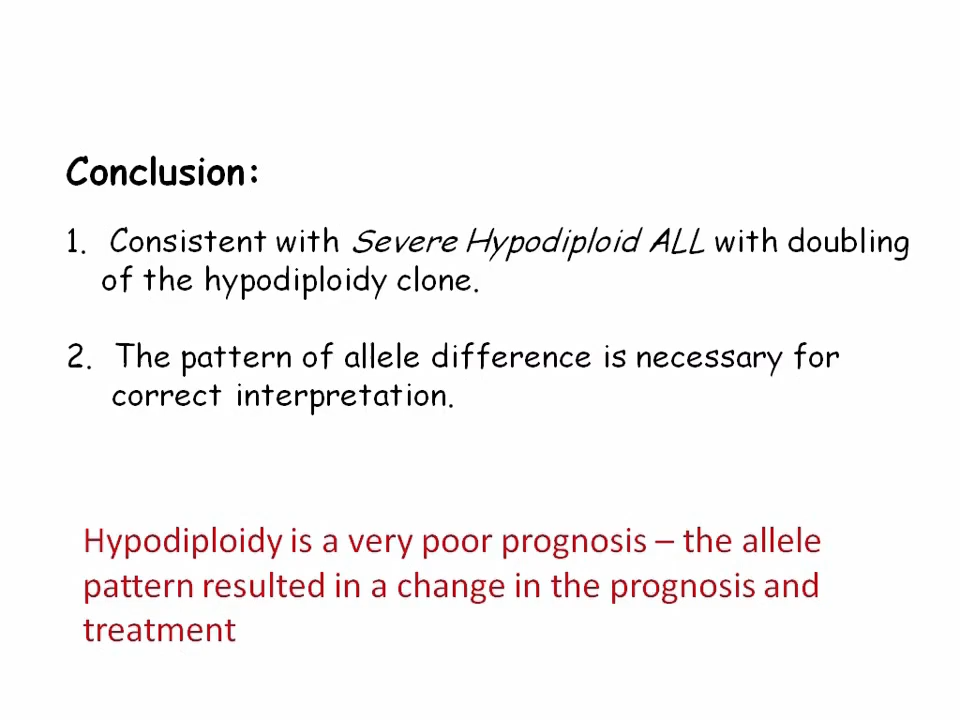 Conclusion:
1. Consistent with Severe Hypodiploid ALL with doubling
of the hypodiploidy clone.
2. The pattern of allele difference is necessary for
correct interpretation.
Hypodiploidy is a very poor prognosis – the allele
pattern resulted in a change in the prognosis and
treatment